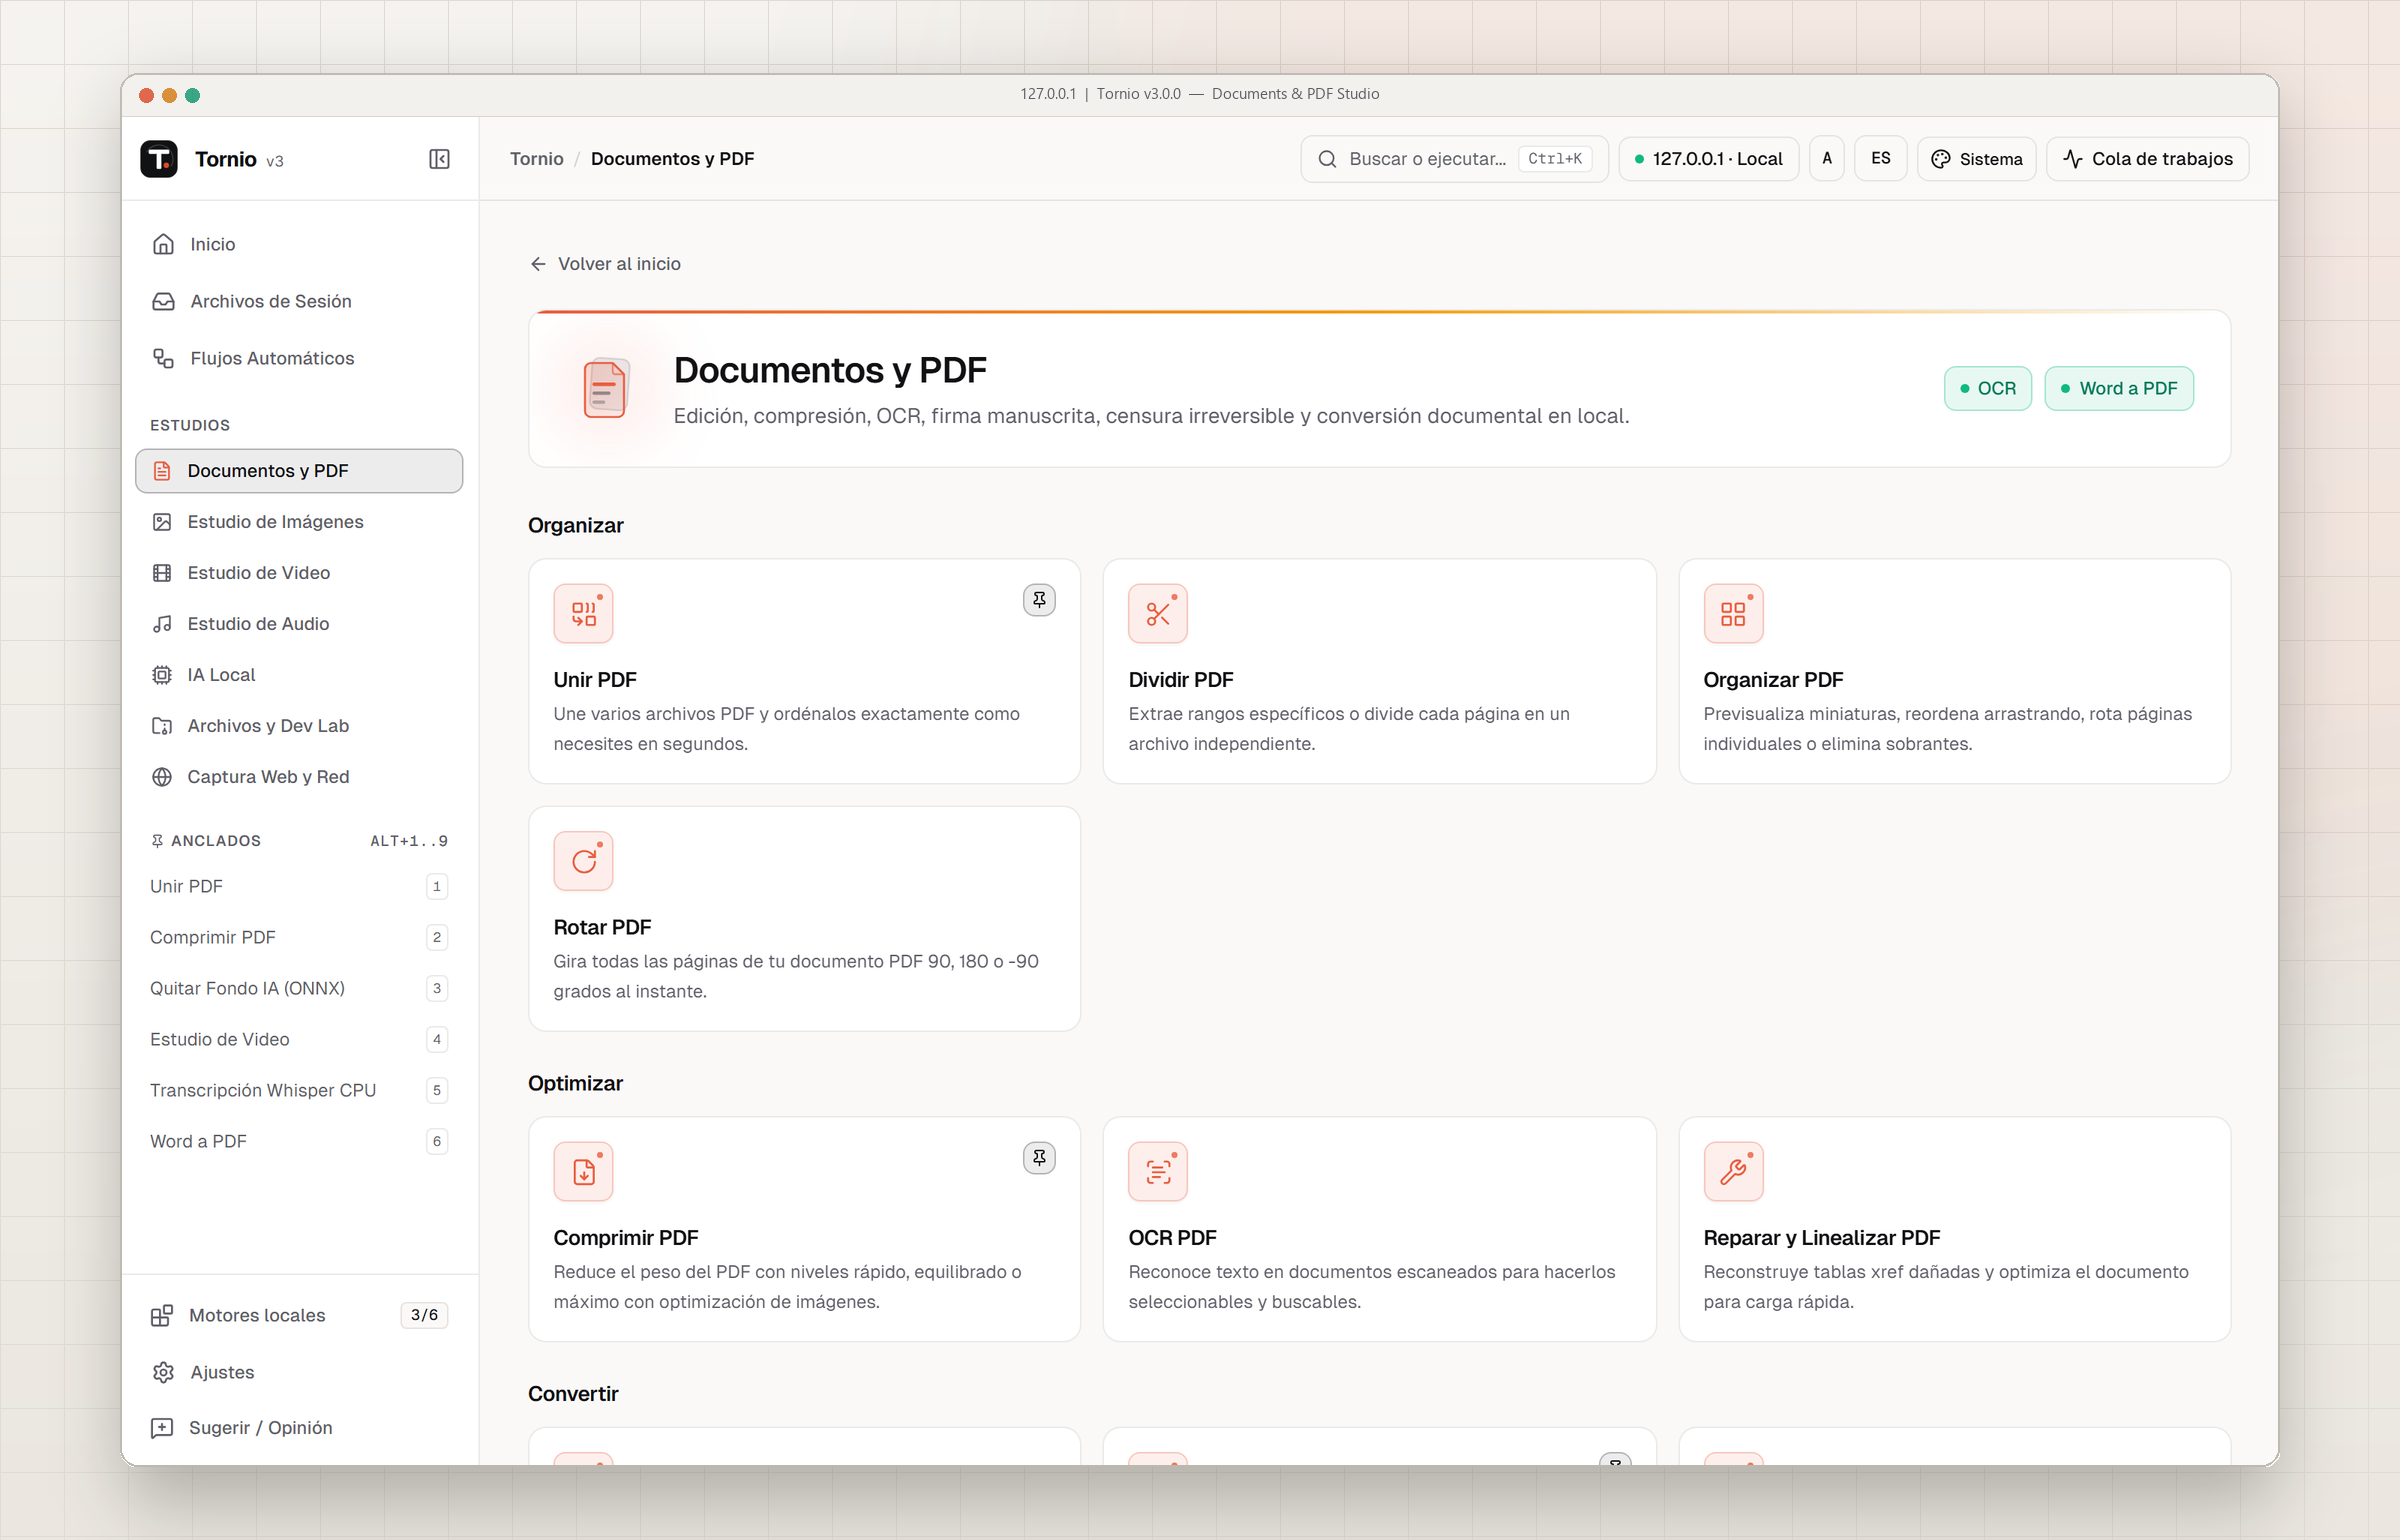 127.0.0.1 | Tornio v3.0.0 — Documents & PDF Studio
T.
Tornio v3
Tornio / Documentos y PDF
Buscar o ejecutar... Ctrl+K
127.0.0.1 · Local
A
ES
Sistema
Cola de trabajos
Inicio
Archivos de Sesión
Flujos Automáticos
ESTUDIOS
Documentos y PDF
Estudio de Imágenes
Estudio de Video
Estudio de Audio
IA Local
Archivos y Dev Lab
Captura Web y Red
ANCLADOS ALT+1..9
Unir PDF 1
Comprimir PDF 2
Quitar Fondo IA (ONNX) 3
Estudio de Video 4
Transcripción Whisper CPU 5
Word a PDF 6
Motores locales 3/6
Ajustes
Sugerir / Opinión
Volver al inicio
Documentos y PDF
Edición, compresión, OCR, firma manuscrita, censura irreversible y conversión documental en local.
OCR
Word a PDF
Organizar
Unir PDF
Une varios archivos PDF y ordénalos exactamente como
necesites en segundos.
Dividir PDF
Extrae rangos específicos o divide cada página en un
archivo independiente.
Organizar PDF
Previsualiza miniaturas, reordena arrastrando, rota páginas
individuales o elimina sobrantes.
Rotar PDF
Gira todas las páginas de tu documento PDF 90, 180 o -90
grados al instante.
Optimizar
Comprimir PDF
Reduce el peso del PDF con niveles rápido, equilibrado o
máximo con optimización de imágenes.
OCR PDF
Reconoce texto en documentos escaneados para hacerlos
seleccionables y buscables.
Reparar y Linealizar PDF
Reconstruye tablas xref dañadas y optimiza el documento
para carga rápida.
Convertir